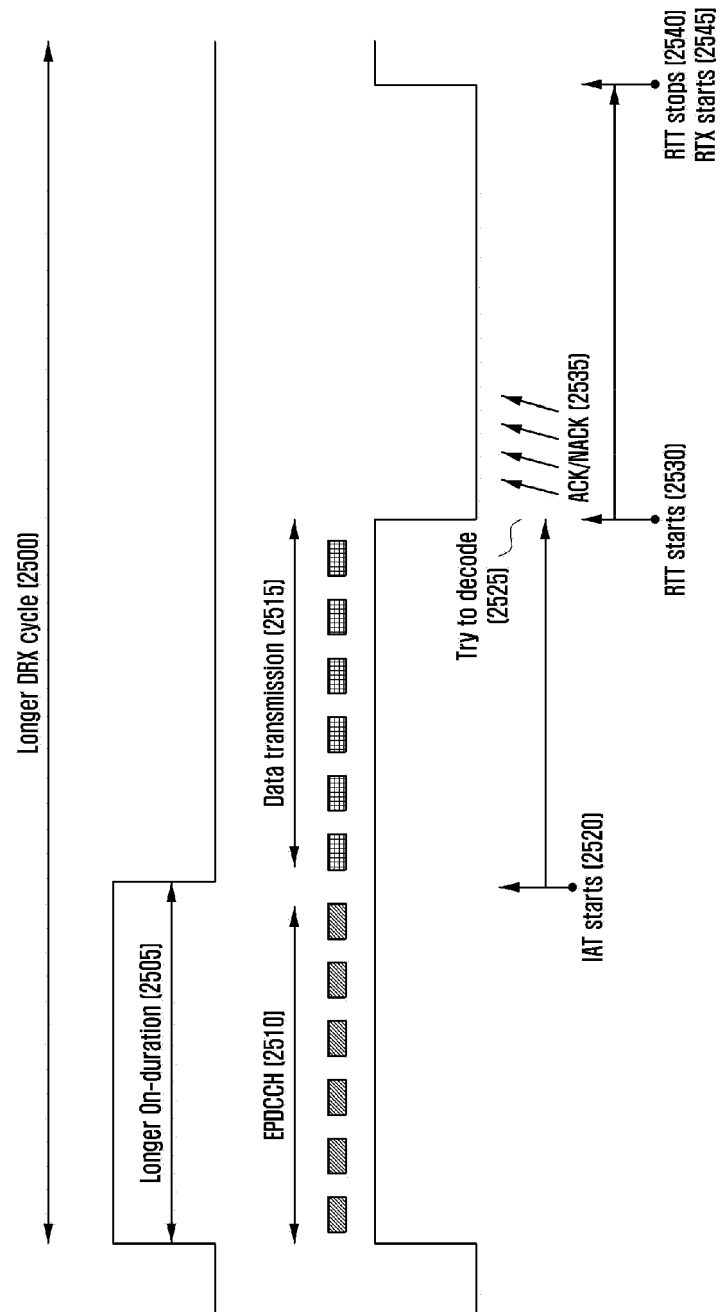 Longer DRX cycle [2500]
Longer On-duration [2505]
EPDCCH [2510]
Data transmission [2515]
IAT starts [2520]
Try to decode
[2525]
ACK/NACK [2535]
RTT starts [2530]
RTT stops [2540]
RTX starts [2545]